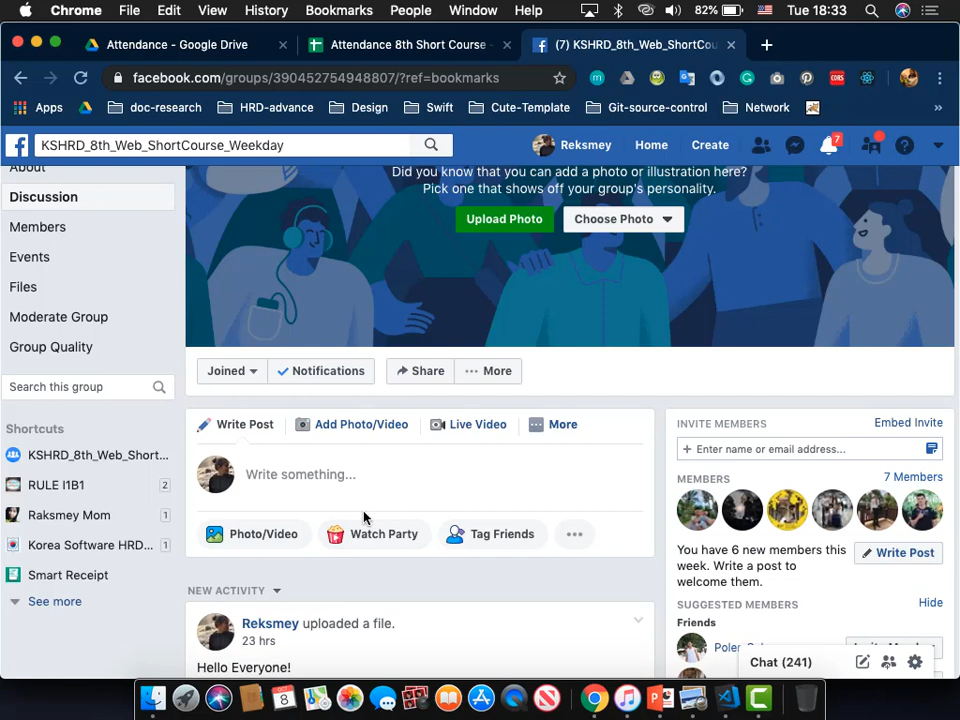 Chrome File Edit View History Bookmarks People Window Help 82% Tue 18:33
Attendance - Google Drive
Attendance 8th Short Course -
(7) KSHRD_8th_Web_ShortCou
facebook.com/groups/390452754948807/?ref=bookmarks
CORS
Apps doc-research HRD-advance Design Swift Cute-Template Git-source-control Network »
KSHRD_8th_Web_ShortCourse_Weekday
Reksmey Home Create 7
About
Discussion
Members
Events
Files
Moderate Group
Group Quality
Search this group
Shortcuts
KSHRD_8th_Web_Short...
RULE I1B1 2
Raksmey Mom 1
Korea Software HRD... 1
Smart Receipt
See more
Did you know that you can add a photo or illustration here?
Pick one that shows off your group's personality.
Upload Photo Choose Photo
Joined Notifications Share More
Write Post Add Photo/Video Live Video More
Write something...
Photo/Video Watch Party Tag Friends
NEW ACTIVITY
Reksmey uploaded a file.
23 hrs
Hello Everyone!
INVITE MEMBERS Embed Invite
+ Enter name or email address...
MEMBERS 7 Members
You have 6 new members this
week. Write a post to
welcome them.
Write Post
SUGGESTED MEMBERS Hide
Friends
Chat (241)
8